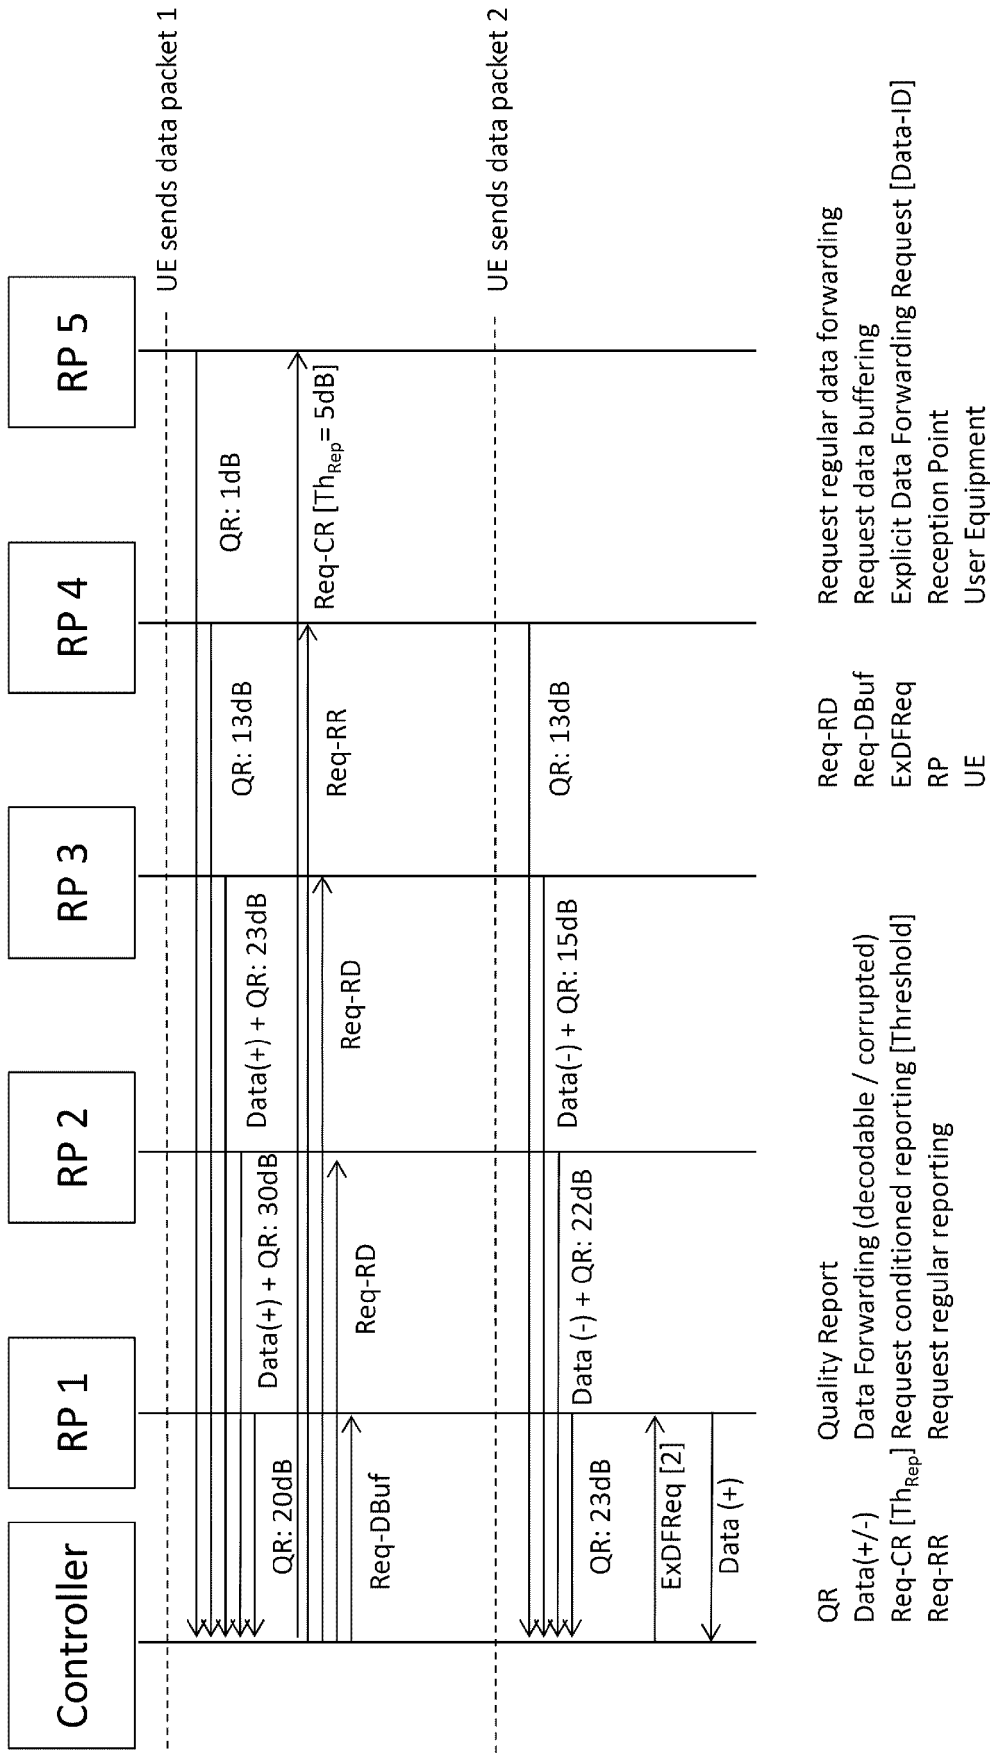 Controller
RP 1
RP 2
RP 3
RP 4
RP 5
UE sends data packet 1
QR: 1dB
QR: 13dB
Data(+) + QR: 23dB
Data(+) + QR: 30dB
QR: 20dB
Req-CR [ThRep= 5dB]
Req-RR
Req-RD
Req-RD
Req-DBuf
UE sends data packet 2
QR: 13dB
Data(-) + QR: 15dB
Data (-) + QR: 22dB
QR: 23dB
ExDFReq [2]
Data (+)
QR Quality Report
Data(+/-) Data Forwarding (decodable / corrupted)
Req-CR [ThRep] Request conditioned reporting [Threshold]
Req-RR Request regular reporting
Req-RD Request regular data forwarding
Req-DBuf Request data buffering
ExDFReq Explicit Data Forwarding Request [Data-ID]
RP Reception Point
UE User Equipment